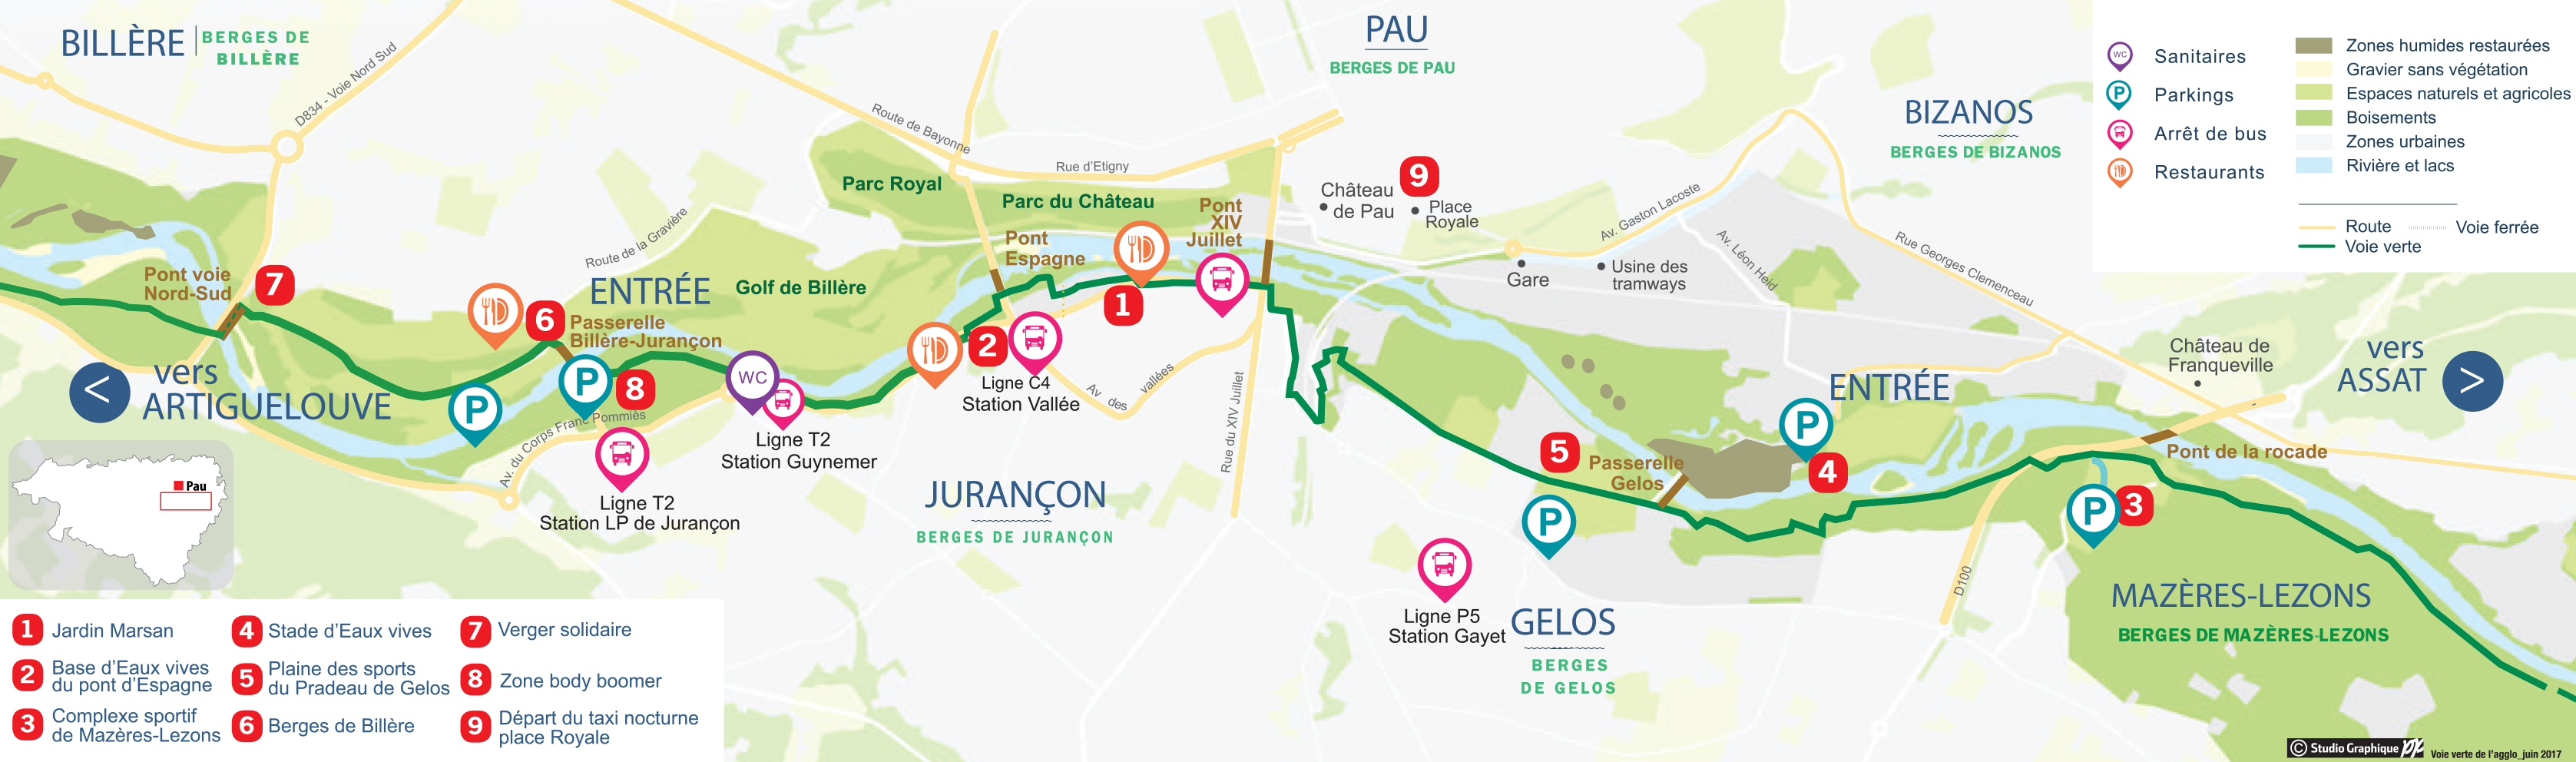 BILLÈRE
BERGES DE
BILLÈRE
D834 - Voie Nord Sud
PAU
BERGES DE PAU
BIZANOS
BERGES DE BIZANOS
WC Sanitaires
P Parkings
Arrêt de bus
Restaurants
Zones humides restaurées
Gravier sans végétation
Espaces naturels et agricoles
Boisements
Zones urbaines
Rivière et lacs
Route
Voie ferrée
Voie verte
Route de Bayonne
Rue d'Etigny
Parc Royal
Parc du Château
Pont
XIV
Juillet
Pont
Espagne
Château
de Pau
9
Place
Royale
Gare
Usine des
tramways
Av. Gaston Lacoste
Av. Léon Heid
Rue Georges Clemenceau
Route de la Gravière
Pont voie
Nord-Sud
7
6
ENTRÉE
Golf de Billère
Passerelle
Billère-Jurançon
1
2
<
vers
ARTIGUELOUVE
P
P
8
WC
Av. du Corps Franc Pommiès
Ligne C4
Station Vallée
Av des vallées
Rue du XIV Juillet
Ligne T2
Station Guynemer
Ligne T2
Station LP de Jurançon
JURANÇON
BERGES DE JURANÇON
5
Passerelle
Gelos
P
ENTRÉE
P
4
Château de
Franqueville
vers
ASSAT
>
Pont de la rocade
P
3
D100
Ligne P5
Station Gayet
GELOS
BERGES
DE GELOS
MAZÈRES-LEZONS
BERGES DE MAZÈRES-LEZONS
Pau
1 Jardin Marsan
2 Base d'Eaux vives
du pont d'Espagne
3 Complexe sportif
de Mazères-Lezons
4 Stade d'Eaux vives
5 Plaine des sports
du Pradeau de Gelos
6 Berges de Billère
7 Verger solidaire
8 Zone body boomer
9 Départ du taxi nocturne
place Royale
© Studio Graphique pp
Voie verte de l'agglo_juin 2017